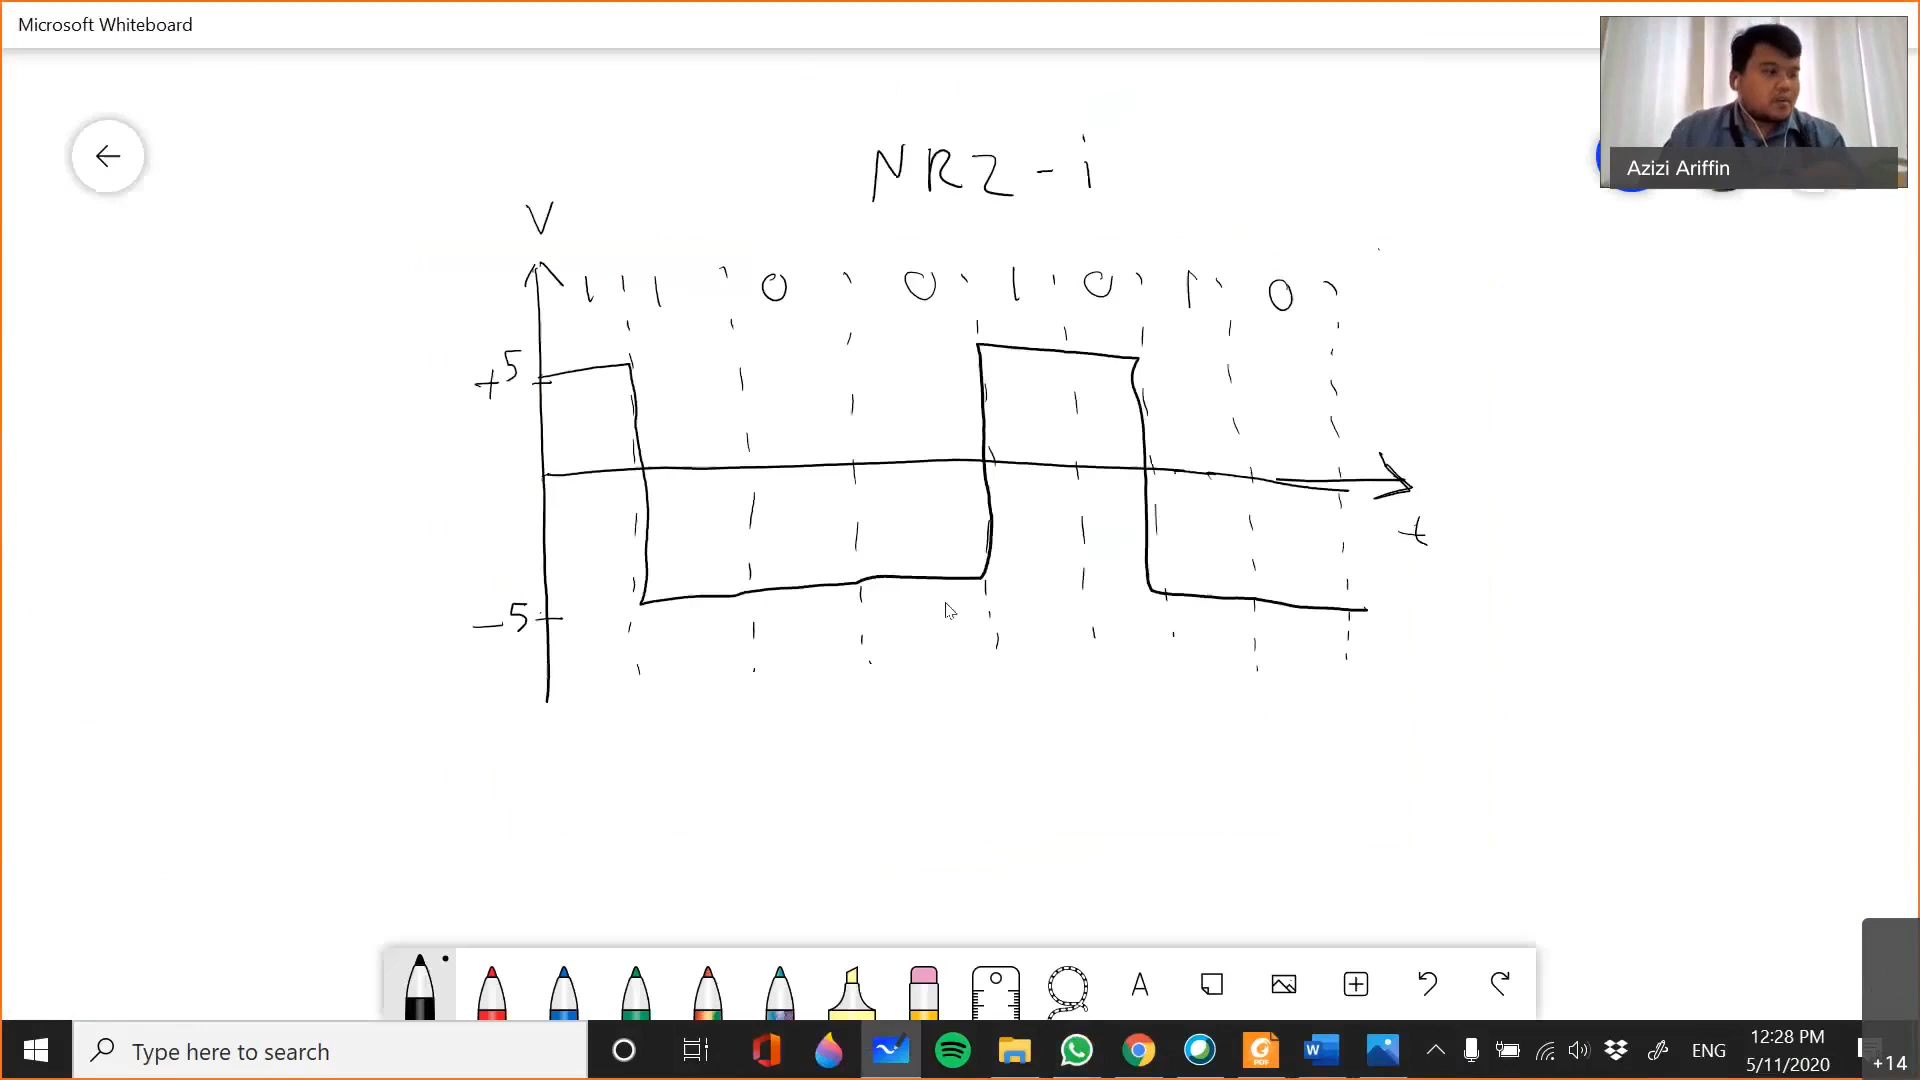 Microsoft Whiteboard
Azizi Ariffin
NRZ-i
V
1 1 0 0 1 0 1 0
+5
t
-5
A
Type here to search
PDF
W
ENG
12:28 PM
5/11/2020
+14